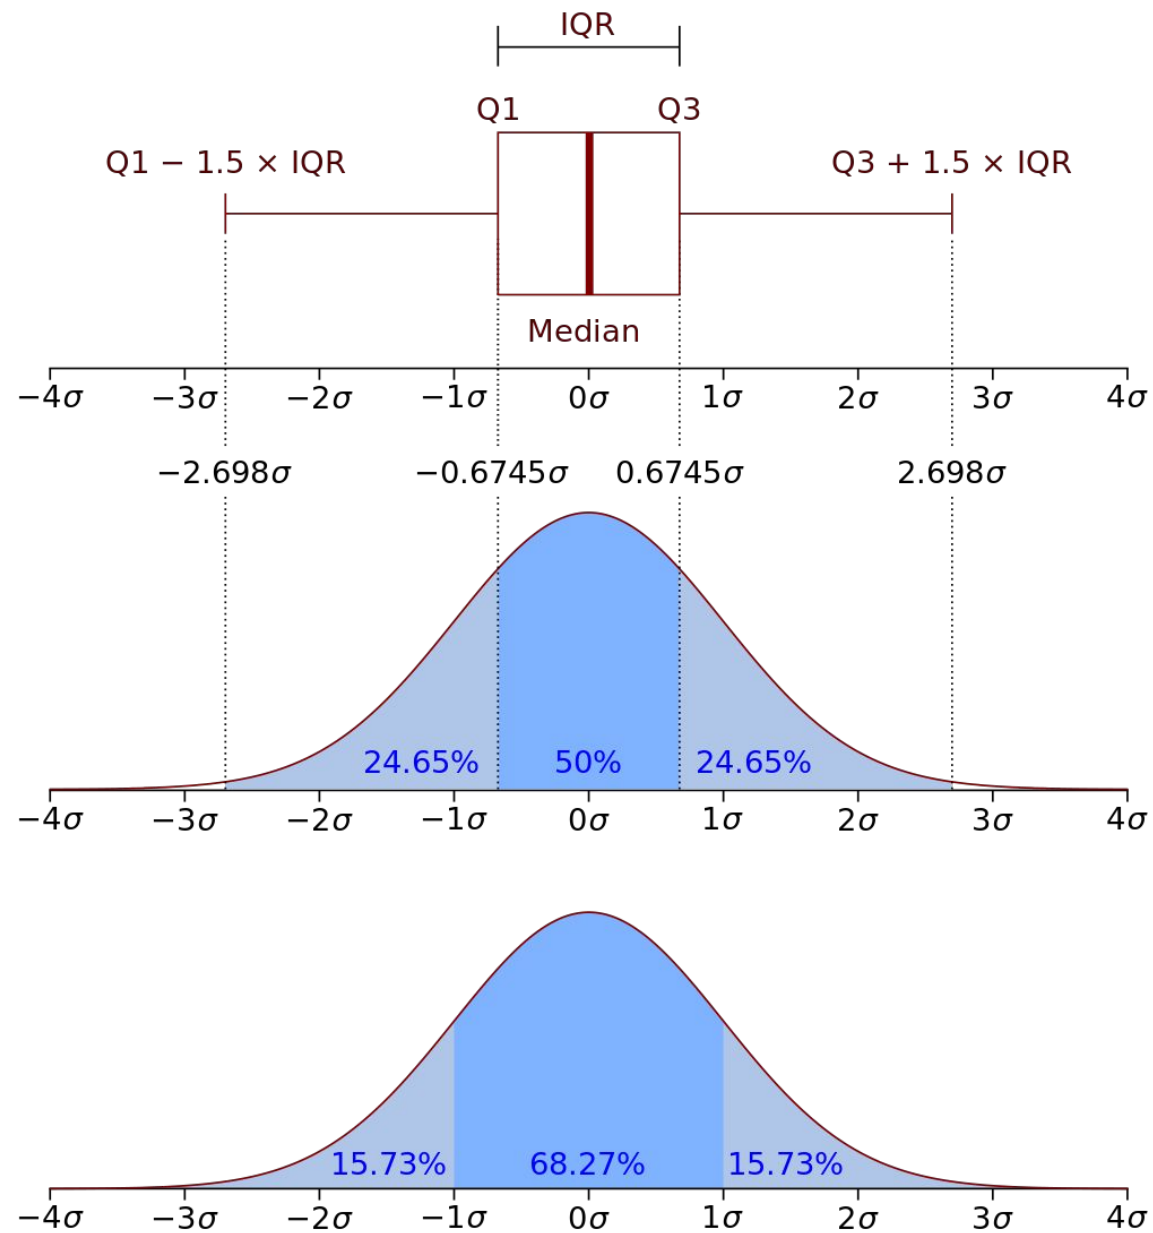 IQR
Q1 Q3
Q1 − 1.5 × IQR Q3 + 1.5 × IQR
Median
−4σ −3σ −2σ −1σ 0σ 1σ 2σ 3σ 4σ
−2.698σ −0.6745σ 0.6745σ 2.698σ
24.65% 50% 24.65%
−4σ −3σ −2σ −1σ 0σ 1σ 2σ 3σ 4σ
15.73% 68.27% 15.73%
−4σ −3σ −2σ −1σ 0σ 1σ 2σ 3σ 4σ